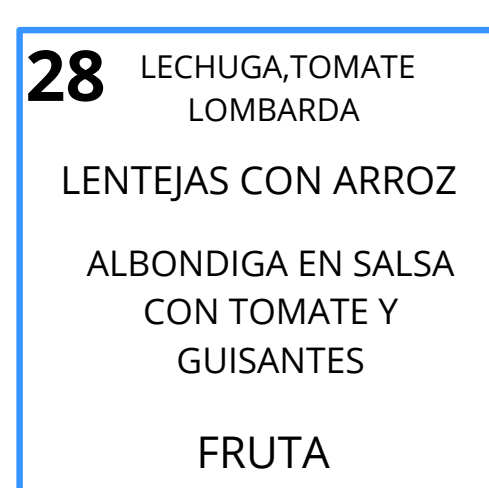 28
LECHUGA,TOMATE
LOMBARDA
LENTEJAS CON ARROZ
ALBONDIGA EN SALSA
CON TOMATE Y
GUISANTES
FRUTA